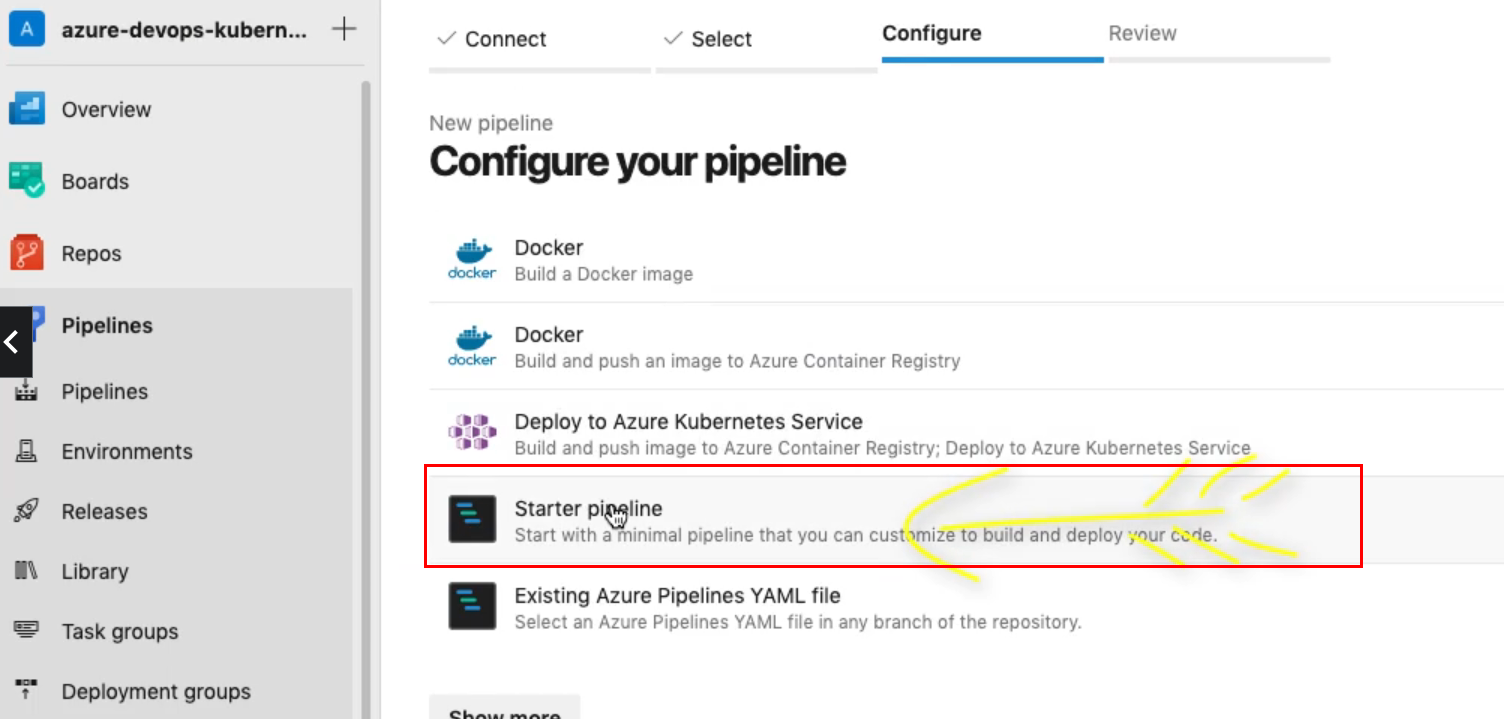 A azure-devops-kubern... +
Overview
Boards
Repos
Pipelines
Pipelines
Environments
Releases
Library
Task groups
Deployment groups
Connect Select Configure Review
New pipeline
Configure your pipeline
docker Docker
Build a Docker image
docker Docker
Build and push an image to Azure Container Registry
Deploy to Azure Kubernetes Service
Build and push image to Azure Container Registry; Deploy to Azure Kubernetes Service
Starter pipeline
Start with a minimal pipeline that you can customize to build and deploy your code.
Existing Azure Pipelines YAML file
Select an Azure Pipelines YAML file in any branch of the repository.
Show more